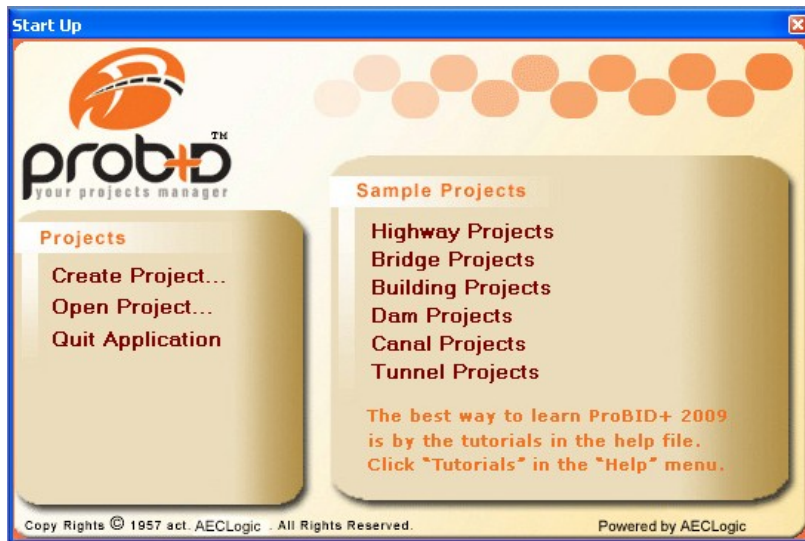 Start Up
prob+D™
your projects manager
Projects
Create Project...
Open Project...
Quit Application
Sample Projects
Highway Projects
Bridge Projects
Building Projects
Dam Projects
Canal Projects
Tunnel Projects
The best way to learn ProBID+ 2009
is by the tutorials in the help file.
Click "Tutorials" in the "Help" menu.
Copy Rights © 1957 act. AECLogic . All Rights Reserved.
Powered by AECLogic